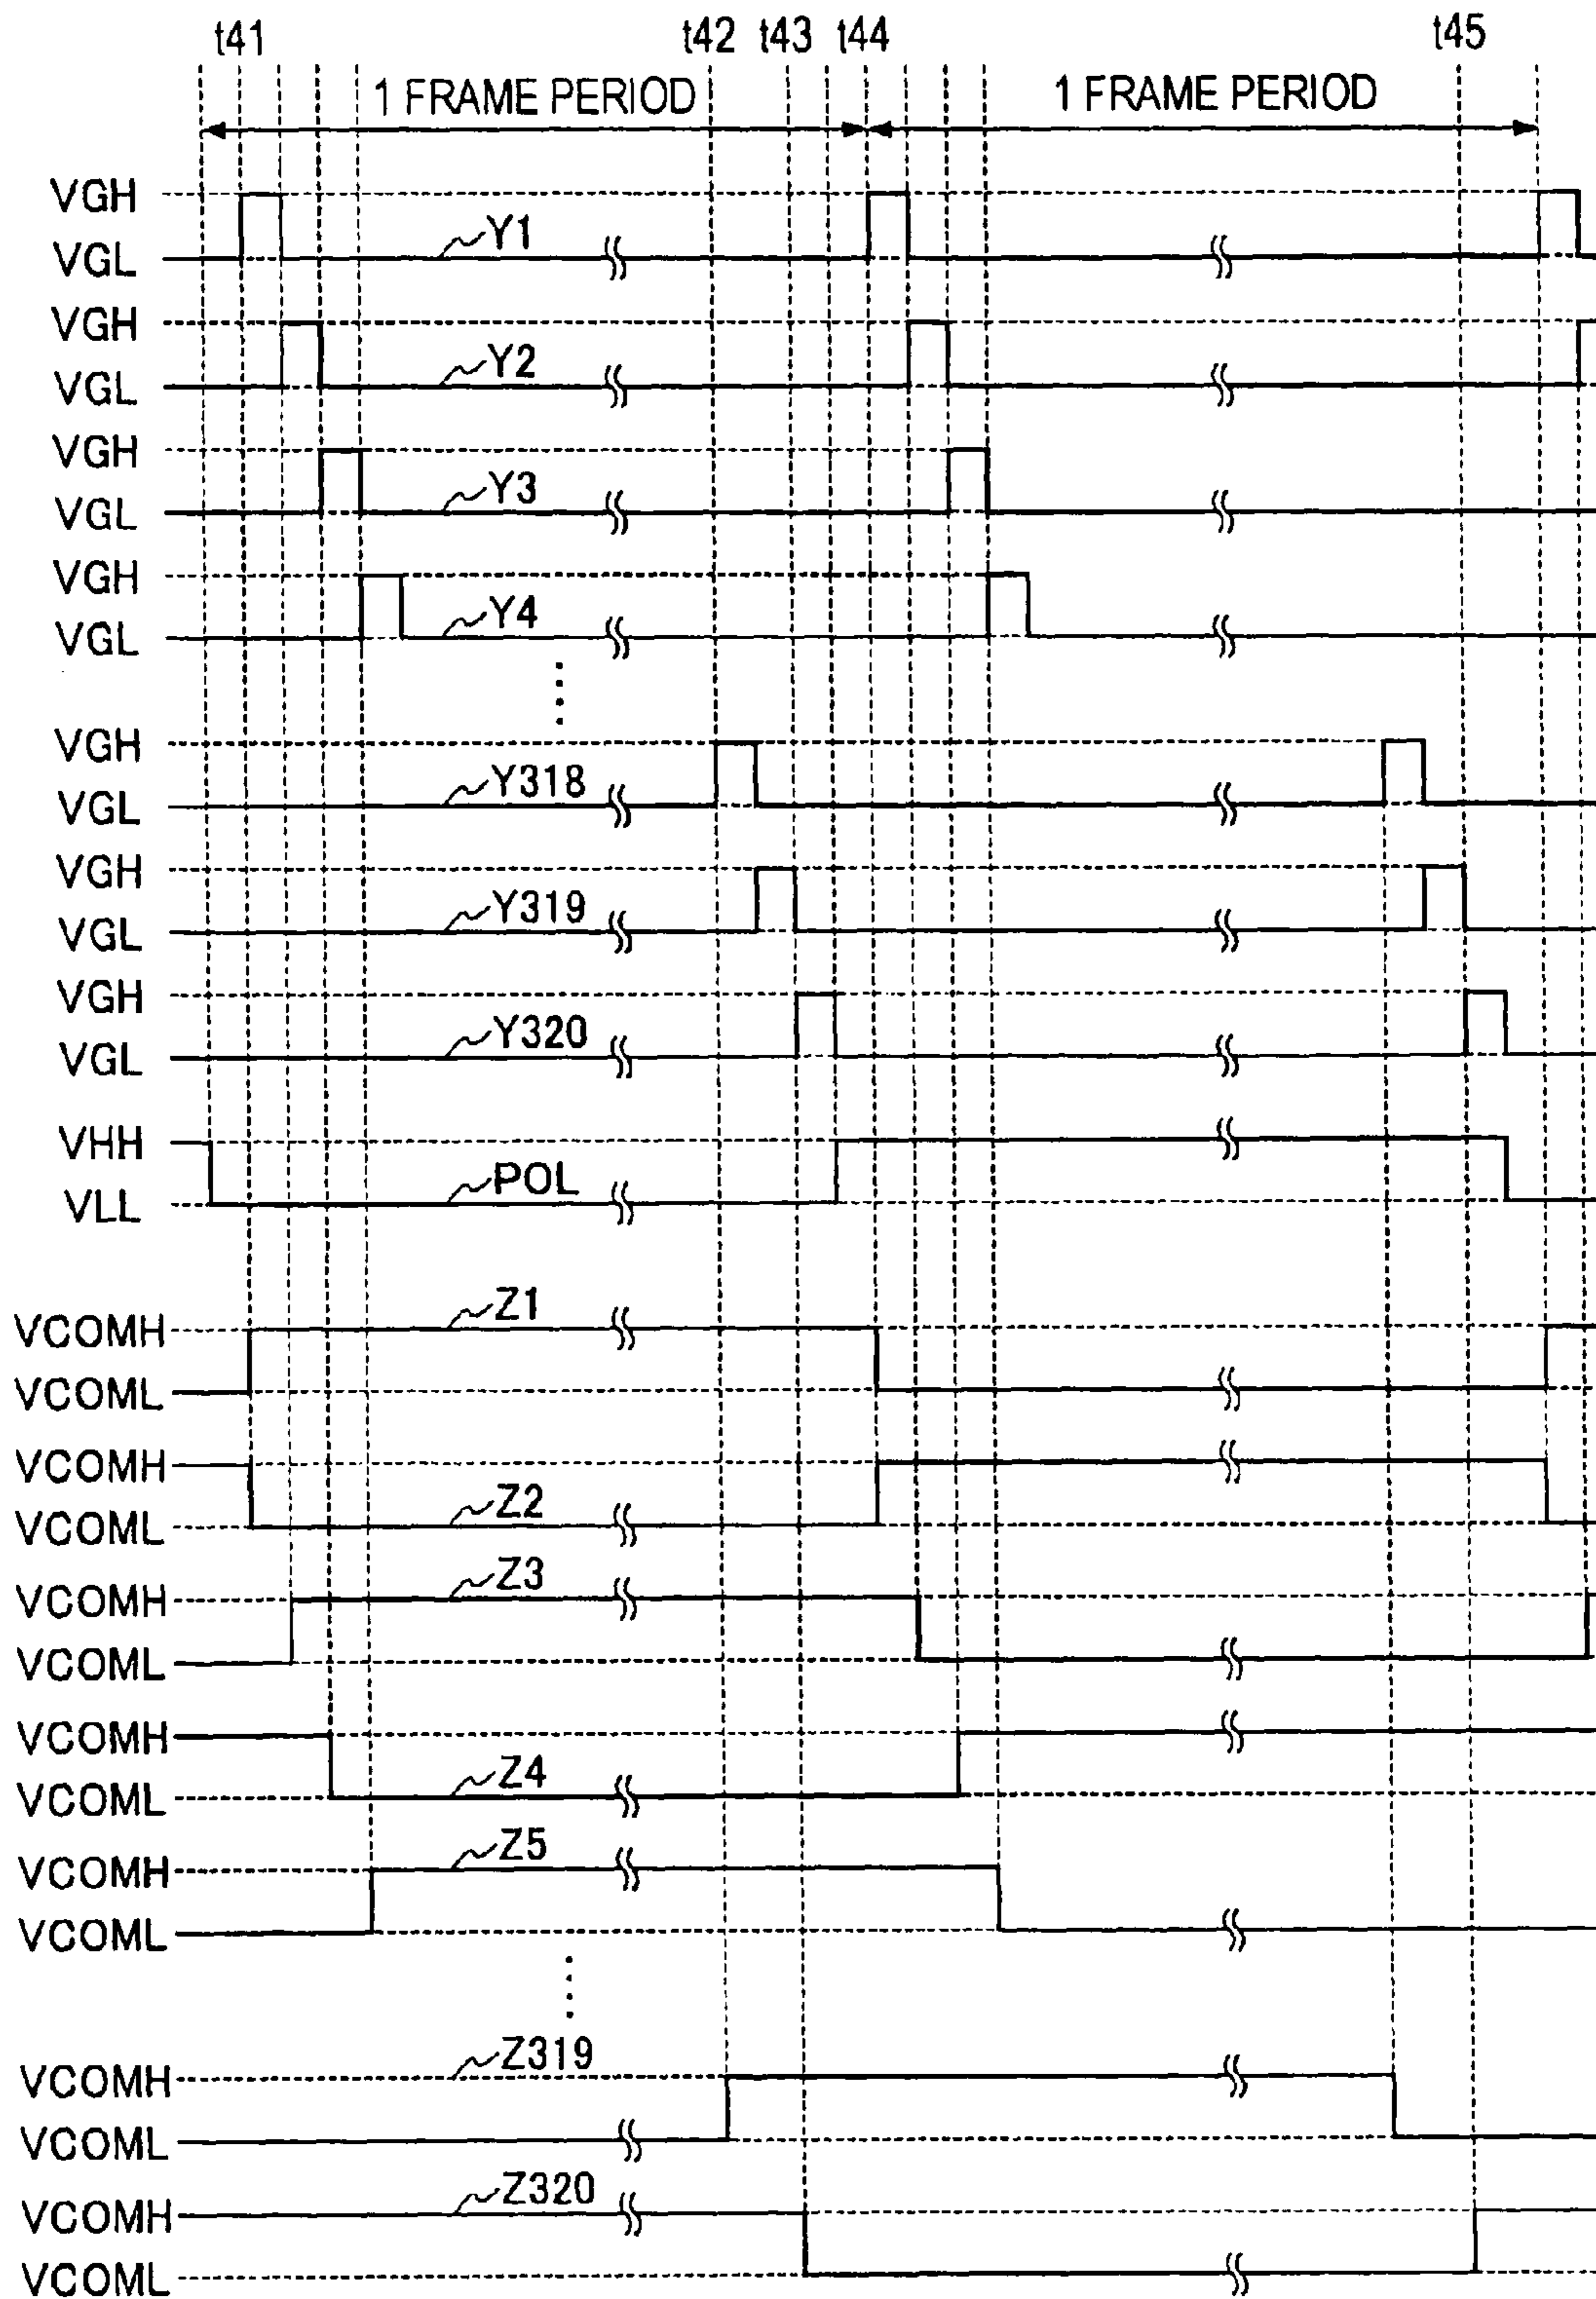 t41 t42 t43 t44 t45
1 FRAME PERIOD 1 FRAME PERIOD
VGH
Y1
VGL
VGH
Y2
VGL
VGH
Y3
VGL
VGH
Y4
VGL
VGH
Y318
VGL
VGH
Y319
VGL
VGH
Y320
VGL
VHH
POL
VLL
Z1
VCOMH
VCOML
VCOMH
Z2
VCOML
Z3
VCOMH
VCOML
VCOMH
Z4
VCOML
Z5
VCOMH
VCOML
Z319
VCOMH
VCOML
Z320
VCOMH
VCOML